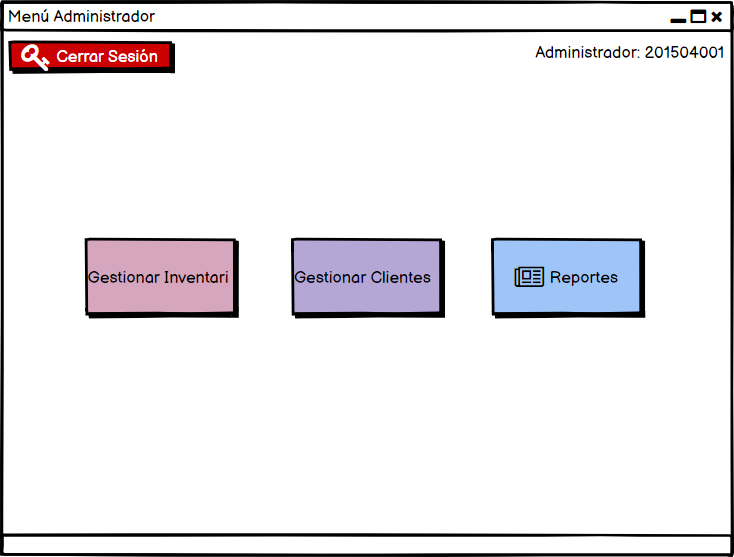 Menú Administrador
Cerrar Sesión
Administrador: 201504001
Gestionar Inventari
Gestionar Clientes
Reportes